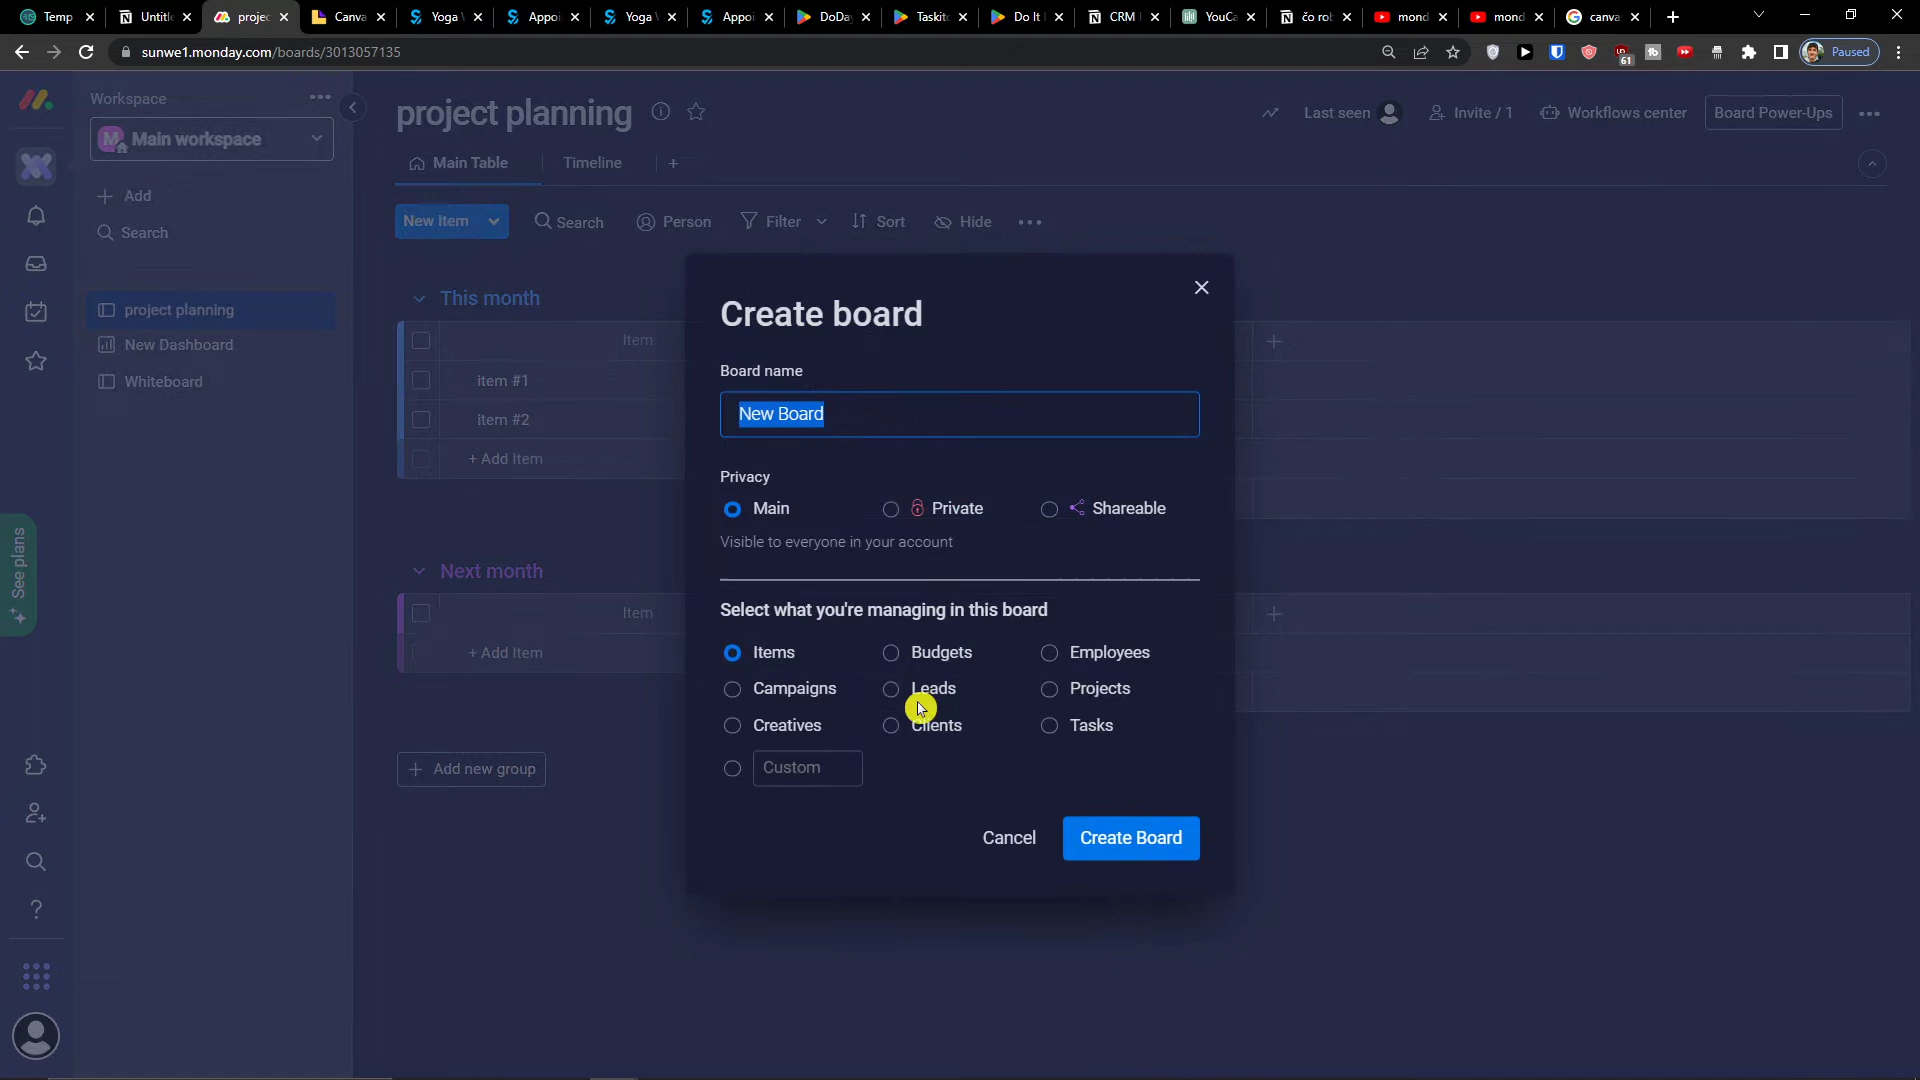 Temp
Untitle
projec
Canva
Yoga
Appoi
Yoga
Appoi
DoDay
Taskito
Do It
CRM
YouCa
čo rol
mond
mond
canva
sunwe1.monday.com/boards/3013057135
61
Paused
Workspace
M Main workspace
Add
Search
project planning
New Dashboard
Whiteboard
See plans
project planning
Last seen
Invite / 1
Workflows center
Board Power-Ups
Main Table
Timeline
New Item
Search
Person
Filter
Sort
Hide
This month
Item
item #1
item #2
+ Add Item
Next month
Item
+ Add Item
Add new group
Create board
Board name
New Board
Privacy
Main
Private
Shareable
Visible to everyone in your account
Select what you're managing in this board
Items
Budgets
Employees
Campaigns
Leads
Projects
Creatives
Clients
Tasks
Custom
Cancel
Create Board